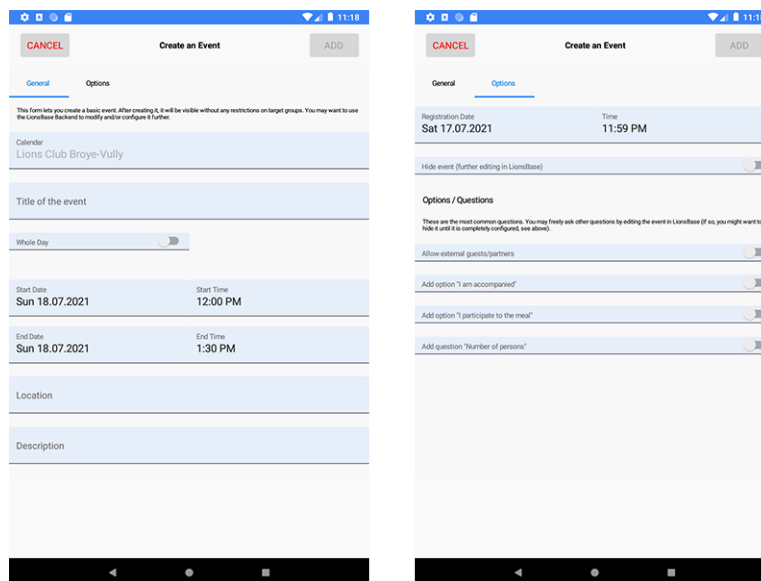 11:18
CANCEL Create an Event ADD
General Options
This form lets you create a basic event. After creating it, it will be visible without any restrictions on target groups. You may want to use
the LionsBase Backend to modify and/or configure it further.
Calendar
Lions Club Broye-Vully
Title of the event
Whole Day
Start Date Start Time
Sun 18.07.2021 12:00 PM
End Date End Time
Sun 18.07.2021 1:30 PM
Location
Description
11:18
CANCEL Create an Event ADD
General Options
Registration Date Time
Sat 17.07.2021 11:59 PM
Hide event (further editing in LionsBase)
Options / Questions
These are the most common questions. You may freely ask other questions by editing the event in LionsBase (if so, you might want to
hide it until it is completely configured, see above).
Allow external guests/partners
Add option "I am accompanied"
Add option "I participate to the meal"
Add question "Number of persons"